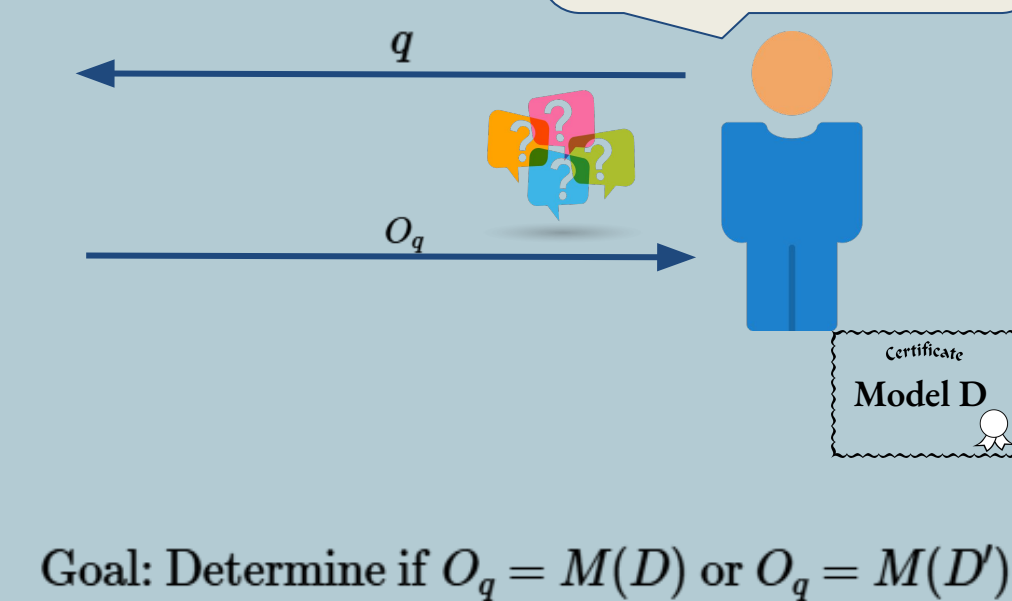 q
O_q
Certificate
Model D
Goal: Determine if O_q = M(D) or O_q = M(D′)